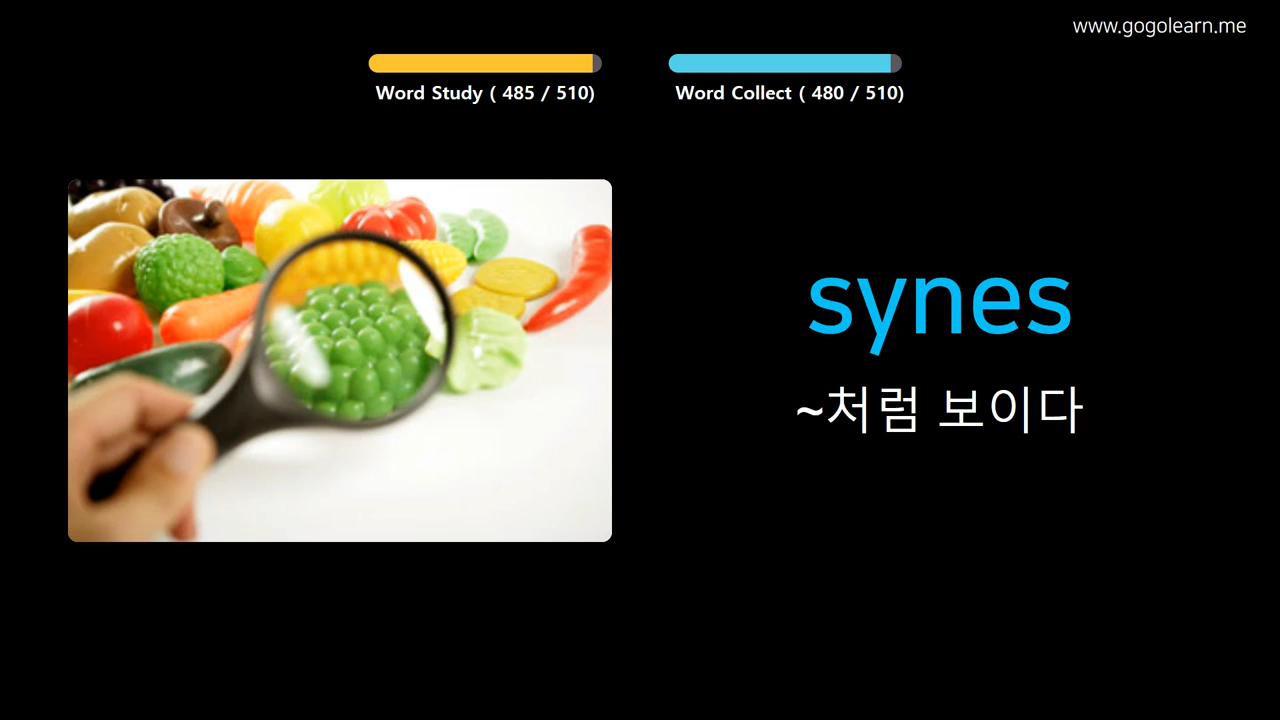 www.gogolearn.me
Word Study ( 485 / 510)
Word Collect ( 480 / 510)
synes
~처럼 보이다